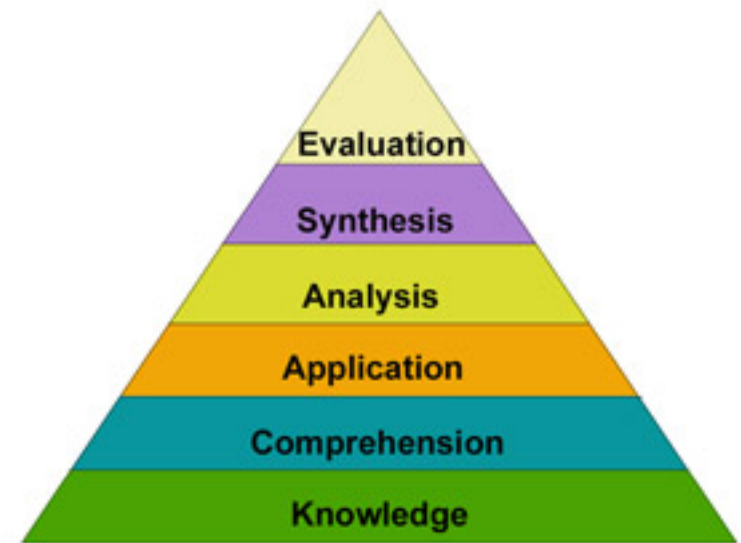 Evaluation
Synthesis
Analysis
Application
Comprehension
Knowledge